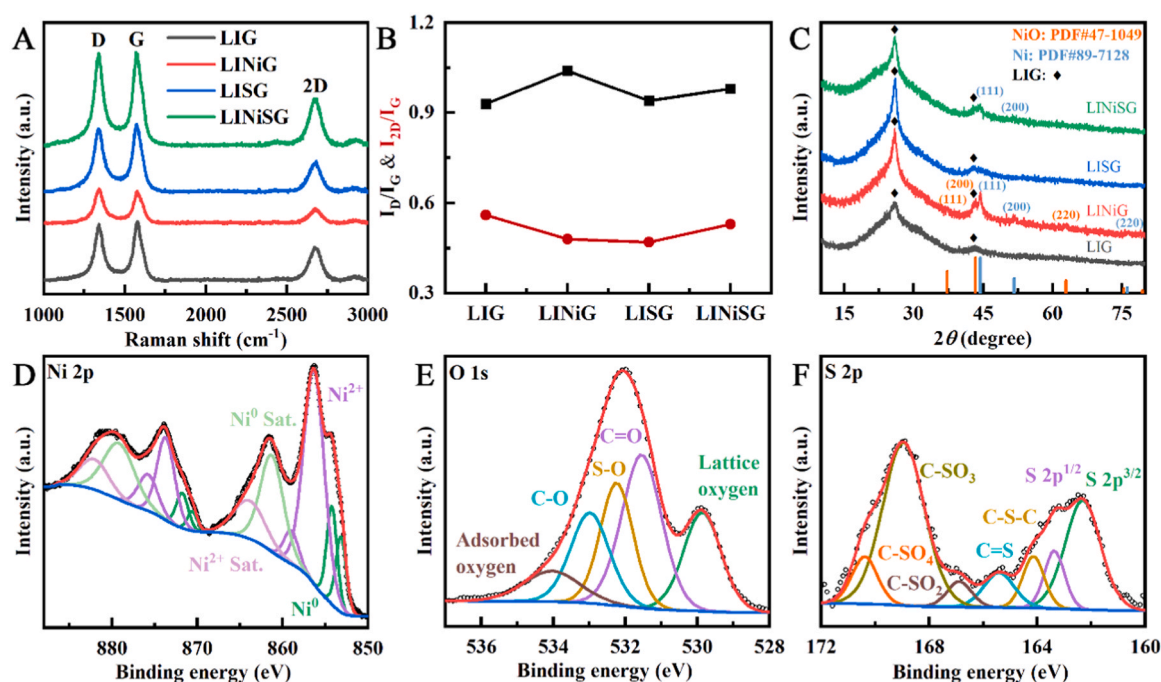 A
D G
2D
LIG
LINiG
LISG
LINiSG
Intensity (a.u.)
1000 1500 2000 2500 3000
Raman shift (cm⁻¹)
B
I_D/I_G & I_2D/I_G
1.2
0.9
0.6
0.3
LIG LINiG LISG LINiSG
C
NiO: PDF#47-1049
Ni: PDF#89-7128
LIG: ♦
(111)
(200)
LINiSG
LISG
(200)
(111)
(111)
(200)
(220)
LINiG
(220)
LIG
Intensity (a.u.)
15 30 45 60 75
2θ (degree)
D Ni 2p
Ni²⁺
Ni⁰ Sat.
Ni²⁺ Sat.
Ni⁰
Intensity (a.u.)
880 870 860 850
Binding energy (eV)
E O 1s
C=O
S-O
C-O
Lattice
oxygen
Adsorbed
oxygen
Intensity (a.u.)
536 534 532 530 528
Binding energy (eV)
F S 2p
C-SO₃
S 2p¹/² S 2p³/²
C-S-C
C=S
C-SO₄
C-SO₂
Intensity (a.u.)
172 168 164 160
Binding energy (eV)